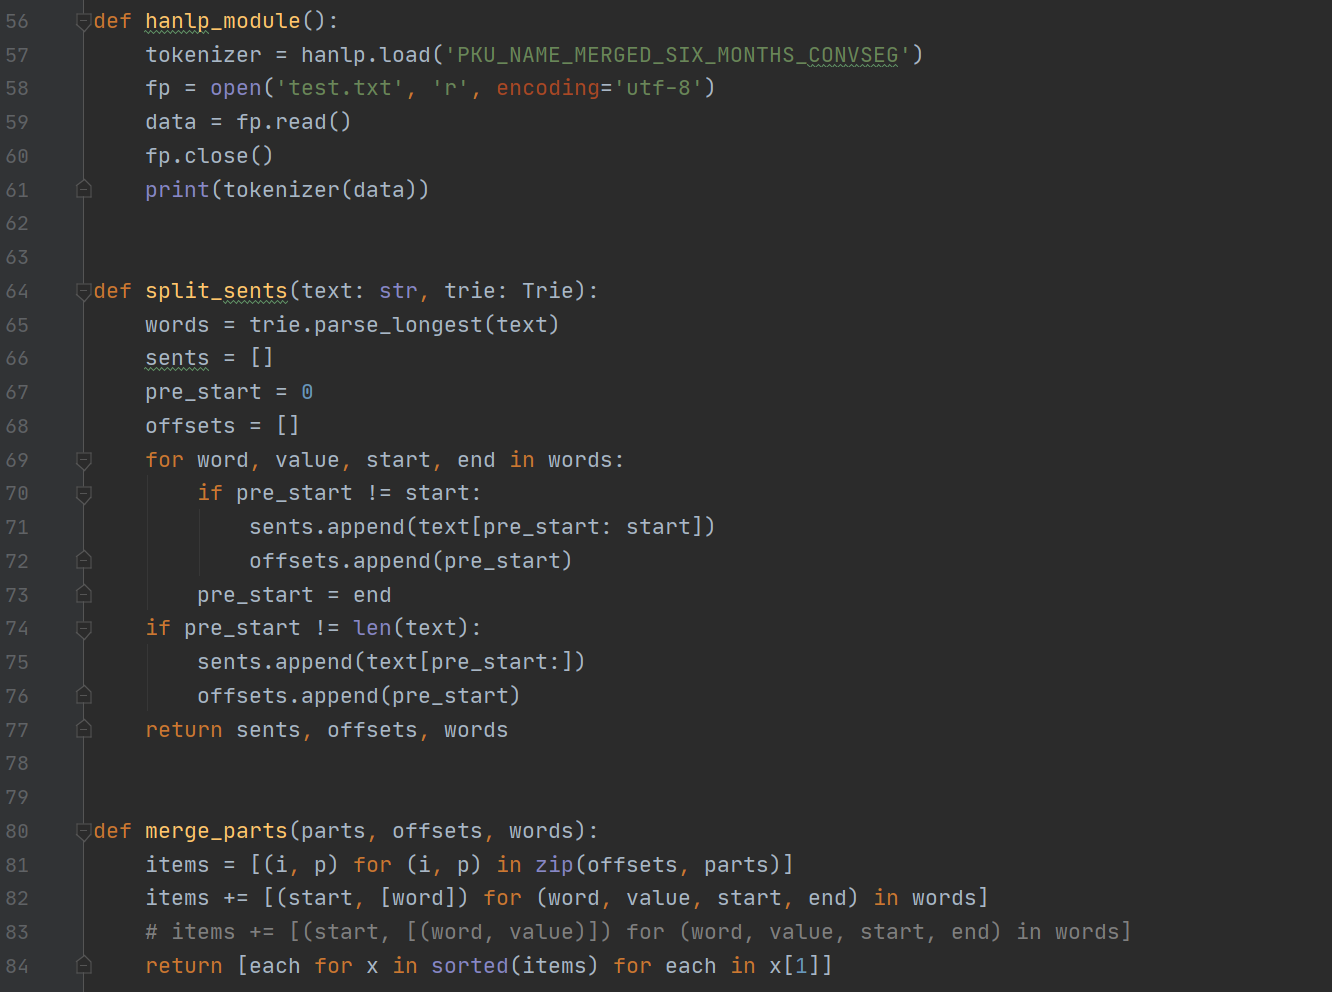 56 def hanlp_module():
57     tokenizer = hanlp.load('PKU_NAME_MERGED_SIX_MONTHS_CONVSEG')
58     fp = open('test.txt', 'r', encoding='utf-8')
59     data = fp.read()
60     fp.close()
61     print(tokenizer(data))
62
63
64 def split_sents(text: str, trie: Trie):
65     words = trie.parse_longest(text)
66     sents = []
67     pre_start = 0
68     offsets = []
69     for word, value, start, end in words:
70         if pre_start != start:
71             sents.append(text[pre_start: start])
72             offsets.append(pre_start)
73         pre_start = end
74     if pre_start != len(text):
75         sents.append(text[pre_start:])
76         offsets.append(pre_start)
77     return sents, offsets, words
78
79
80 def merge_parts(parts, offsets, words):
81     items = [(i, p) for (i, p) in zip(offsets, parts)]
82     items += [(start, [word]) for (word, value, start, end) in words]
83     # items += [(start, [(word, value)]) for (word, value, start, end) in words]
84     return [each for x in sorted(items) for each in x[1]]